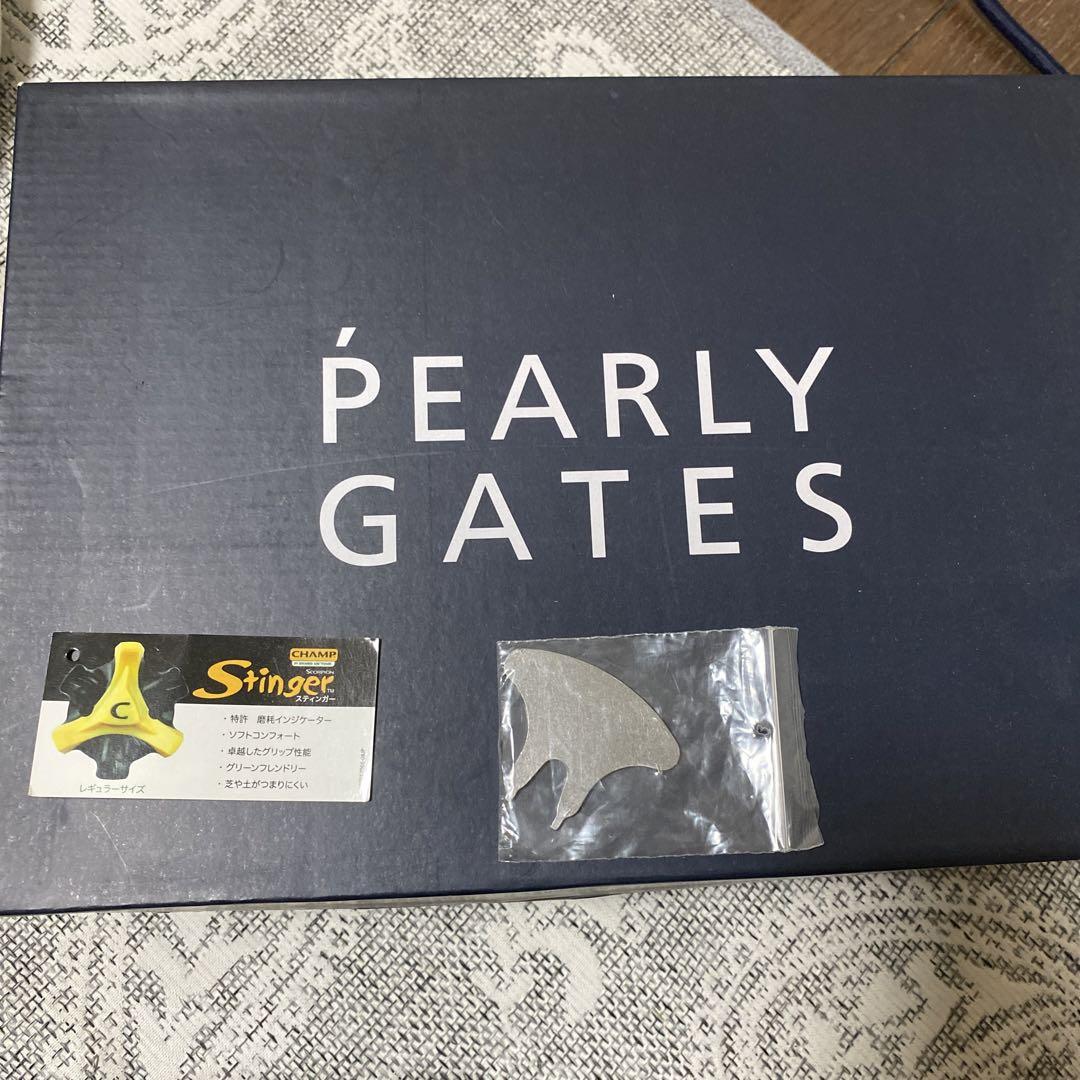 ṔEARLY
GATES
CHAMP
SCORPION
Stinger™
スティンガー
C
・特許 磨耗インジケーター
・ソフトコンフォート
・卓越したグリップ性能
・グリーンフレンドリー
・芝や土がつまりにくい
レギュラーサイズ